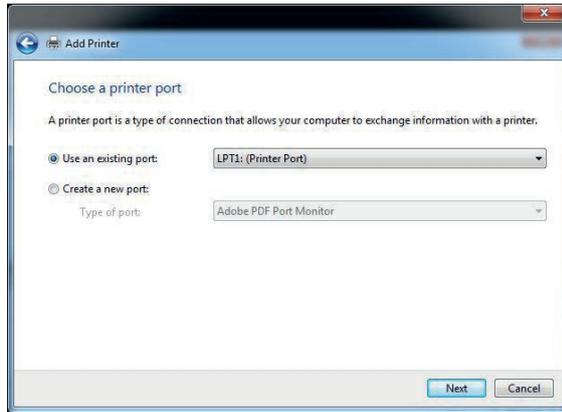 Add Printer
Choose a printer port
A printer port is a type of connection that allows your computer to exchange information with a printer.
Use an existing port: LPT1: (Printer Port)
Create a new port:
Type of port: Adobe PDF Port Monitor
Next Cancel